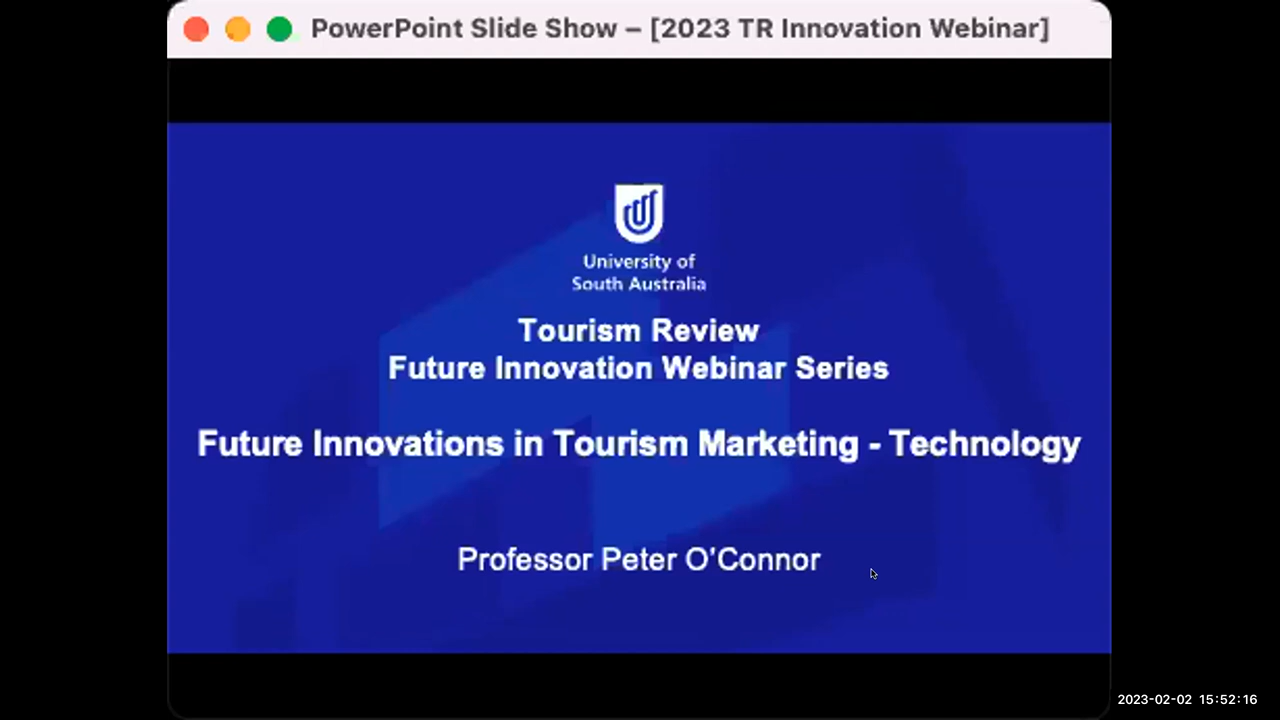 PowerPoint Slide Show – [2023 TR Innovation Webinar]
University of
South Australia
Tourism Review
Future Innovation Webinar Series
Future Innovations in Tourism Marketing - Technology
Professor Peter O'Connor
2023-02-02 15:52:16